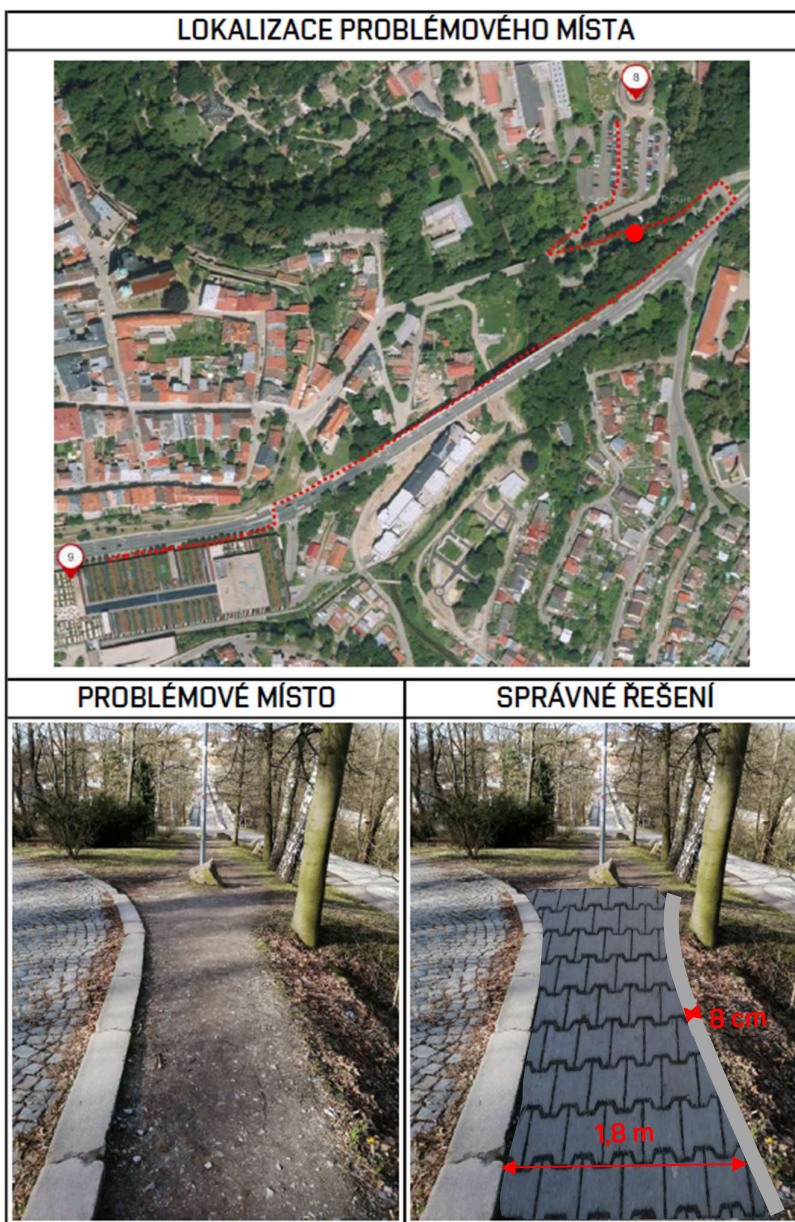 LOKALIZACE PROBLÉMOVÉHO MÍSTA
8
9
PROBLÉMOVÉ MÍSTO
SPRÁVNÉ ŘEŠENÍ
8 cm
1,8 m